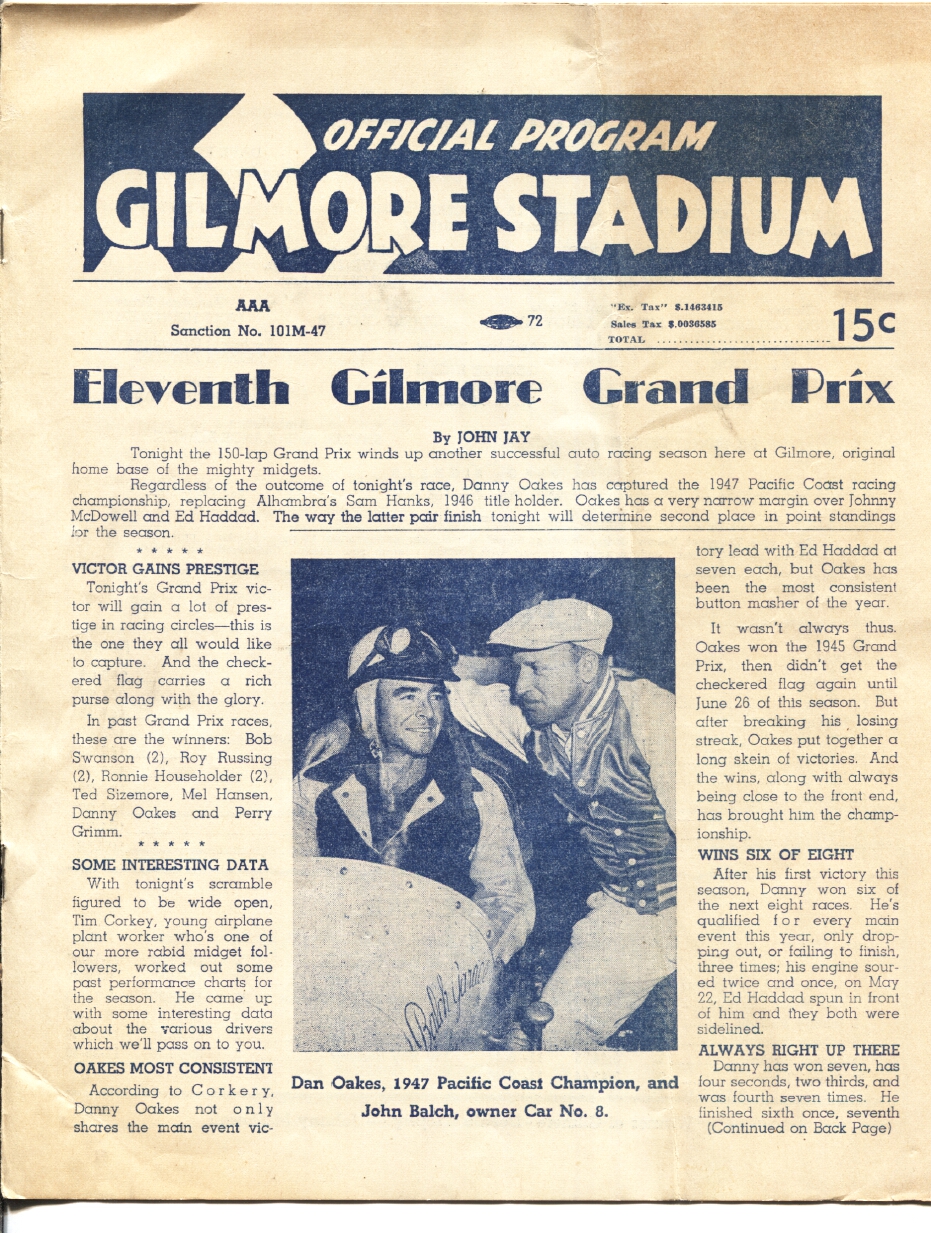 OFFICIAL PROGRAM
GILMORE STADIUM
AAA
Sanction No. 101M-47
72
"Ex. Tax" $.1463415
Sales Tax $.0036585
TOTAL ................................ 15c
Eleventh Gilmore Grand Prix
By JOHN JAY
Tonight the 150-lap Grand Prix winds up another successful auto racing season here at Gilmore, original
home base of the mighty midgets.
Regardless of the outcome of tonight's race, Danny Oakes has captured the 1947 Pacific Coast racing
championship, replacing Alhambra's Sam Hanks, 1946 title holder. Oakes has a very narrow margin over Johnny
McDowell and Ed Haddad. The way the latter pair finish tonight will determine second place in point standings
for the season.
* * * * *
VICTOR GAINS PRESTIGE
Tonight's Grand Prix vic-
tor will gain a lot of pres-
tige in racing circles—this is
the one they all would like
to capture. And the check-
ered flag carries a rich
purse along with the glory.
In past Grand Prix races,
these are the winners: Bob
Swanson (2), Roy Russing
(2), Ronnie Householder (2),
Ted Sizemore, Mel Hansen,
Danny Oakes and Perry
Grimm.
* * * * *
SOME INTERESTING DATA
With tonight's scramble
figured to be wide open,
Tim Corkey, young airplane
plant worker who's one of
our more rabid midget fol-
lowers, worked out some
past performance charts for
the season. He came up
with some interesting data
about the various drivers
which we'll pass on to you.
OAKES MOST CONSISTENT
According to Corkery,
Danny Oakes not only
shares the main event vic-
Balch
Dan Oakes, 1947 Pacific Coast Champion, and
John Balch, owner Car No. 8.
tory lead with Ed Haddad at
seven each, but Oakes has
been the most consistent
button masher of the year.
It wasn't always thus.
Oakes won the 1945 Grand
Prix, then didn't get the
checkered flag again until
June 26 of this season. But
after breaking his losing
streak, Oakes put together a
long skein of victories. And
the wins, along with always
being close to the front end,
has brought him the champ-
ionship.
WINS SIX OF EIGHT
After his first victory this
season, Danny won six of
the next eight races. He's
qualified for every main
event this year, only drop-
ping out, or failing to finish,
three times; his engine sour-
ed twice and once, on May
22, Ed Haddad spun in front
of him and they both were
sidelined.
ALWAYS RIGHT UP THERE
Danny has won seven, has
four seconds, two thirds, and
was fourth seven times. He
finished sixth once, seventh
(Continued on Back Page)